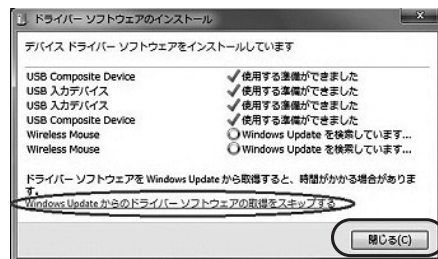 ドライバー ソフトウェアのインストール
デバイス ドライバー ソフトウェアをインストールしています
USB Composite Device 使用する準備ができました
USB 入力デバイス 使用する準備ができました
USB 入力デバイス 使用する準備ができました
USB Composite Device 使用する準備ができました
Wireless Mouse Windows Update を検索しています...
Wireless Mouse Windows Update を検索しています...
ドライバー ソフトウェアを Windows Update から取得すると、時間がかかる場合がありま
す。
Windows Update からのドライバー ソフトウェアの取得をスキップする
閉じる(C)